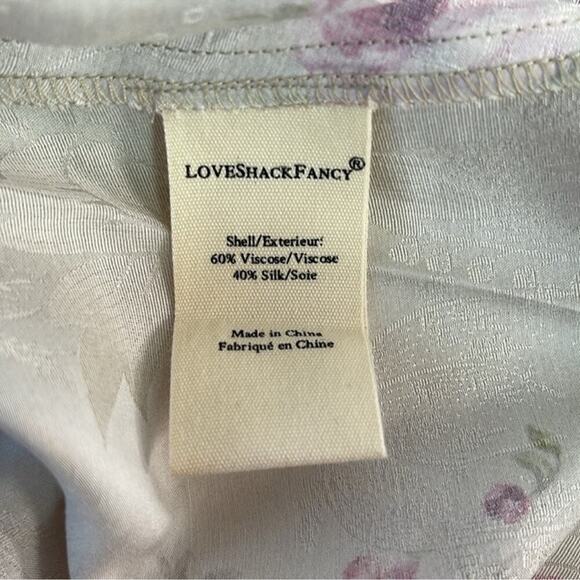 LOVESHACKFANCY®
Shell/Exterieur:
60% Viscose/Viscose
40% Silk/Soie
Made in China
Fabriqué en Chine